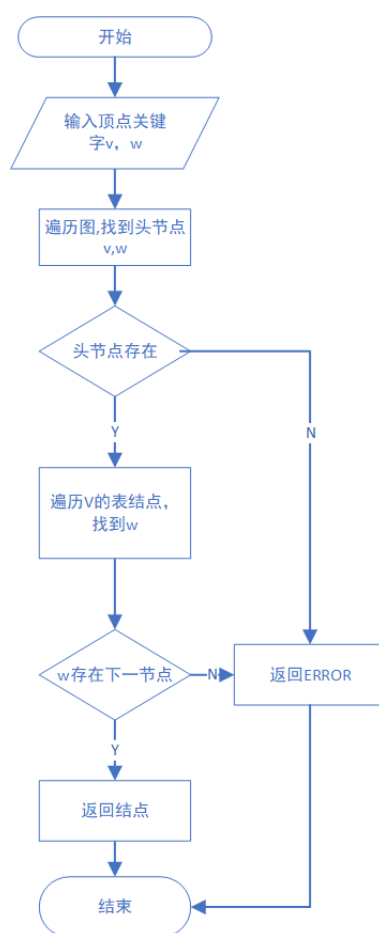 开始
输入顶点关键
字v，w
遍历图,找到头节点
v,w
头节点存在
Y
N
遍历V的表结点，
找到w
w存在下一节点
N
返回ERROR
Y
返回结点
结束